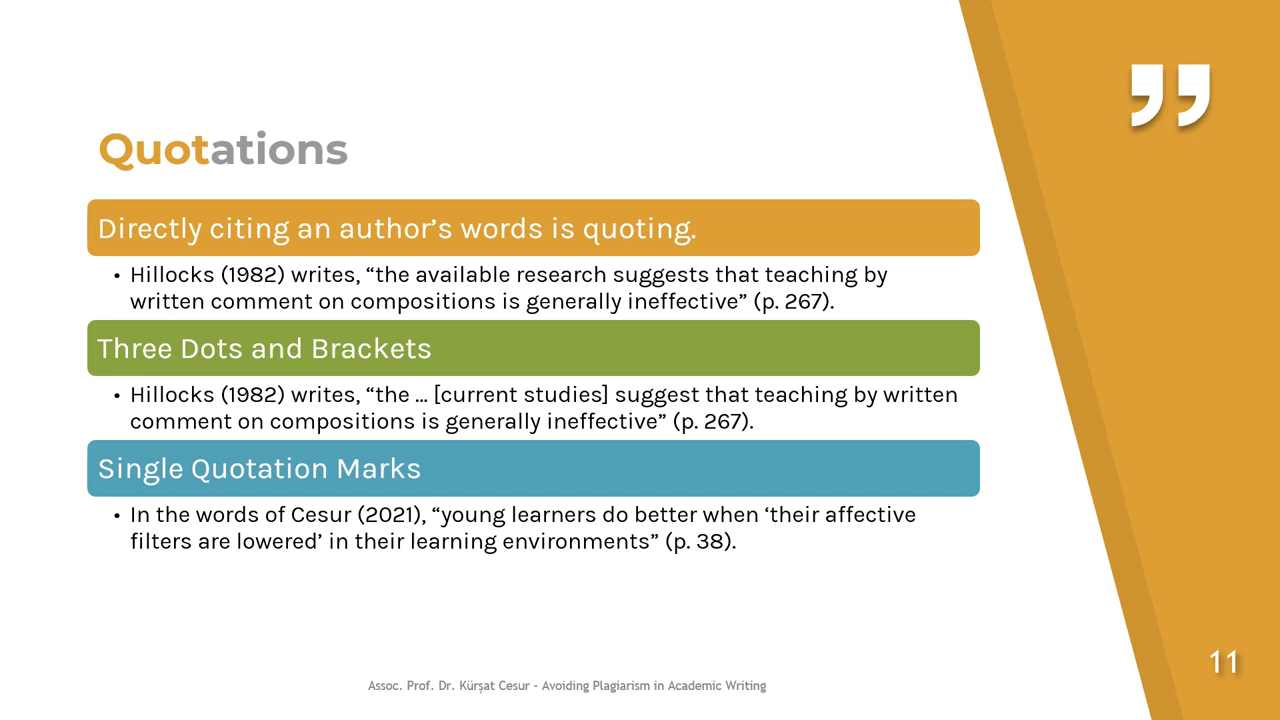 ”
Quotations
Directly citing an author’s words is quoting.
• Hillocks (1982) writes, “the available research suggests that teaching by
written comment on compositions is generally ineffective” (p. 267).
Three Dots and Brackets
• Hillocks (1982) writes, “the … [current studies] suggest that teaching by written
comment on compositions is generally ineffective” (p. 267).
Single Quotation Marks
• In the words of Cesur (2021), “young learners do better when ‘their affective
filters are lowered’ in their learning environments” (p. 38).
Assoc. Prof. Dr. Kürşat Cesur - Avoiding Plagiarism in Academic Writing
11